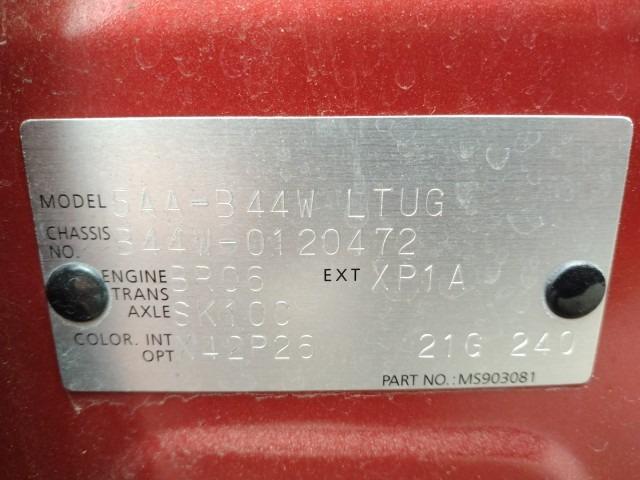 MODEL 5AA-B44W LTUG
CHASSIS NO. B44W-0120472
ENGINE BR06 EXT XP1A
TRANS AXLE SK10C
COLOR. INT OPT 42P26 21G 240
PART NO.: MS903081